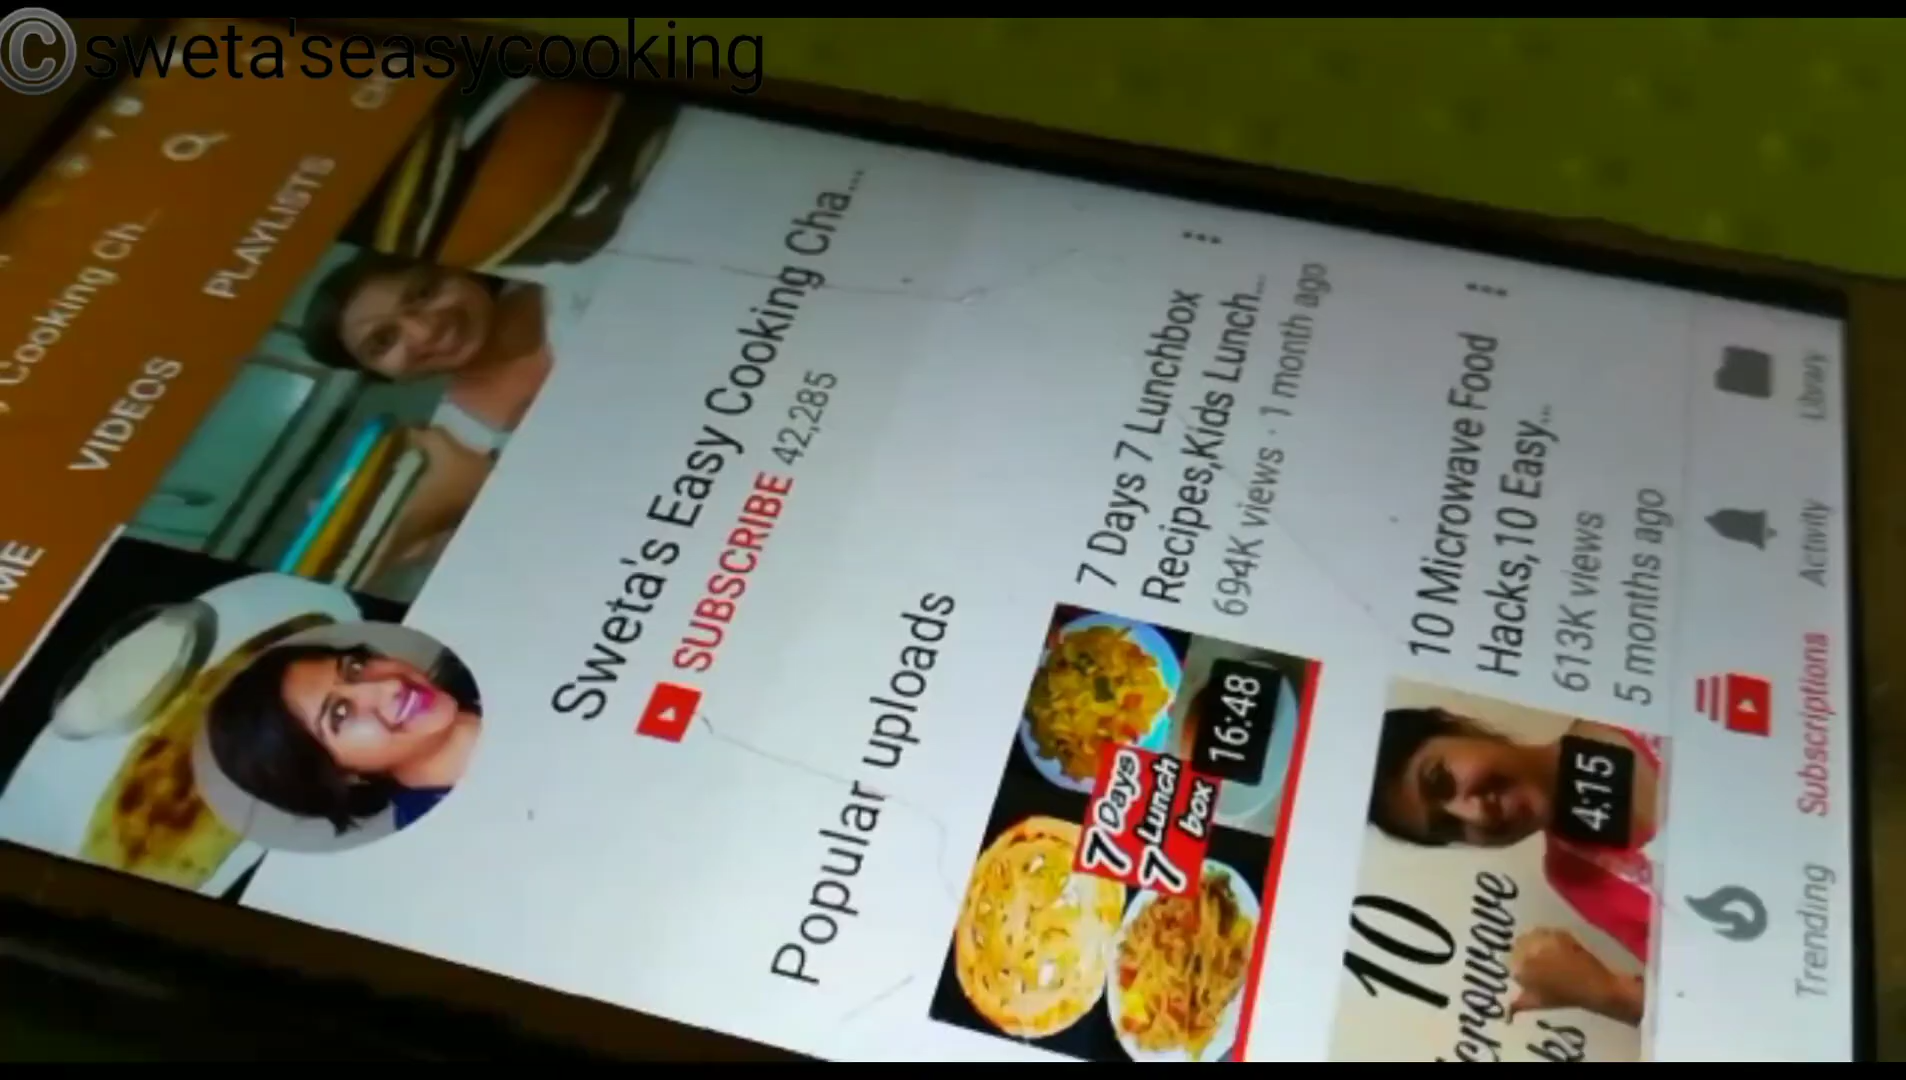 ©sweta'seasycooking
Cooking Ch...
ME
VIDEOS
PLAYLISTS
Sweta's Easy Cooking Cha...
SUBSCRIBE 42,285
Popular uploads
7 Days
7 Lunch
box
16:48
7 Days 7 Lunchbox
Recipes,Kids Lunch...
694K views · 1 month ago
10
crowave
ks
4:15
10 Microwave Food
Hacks,10 Easy...
613K views
5 months ago
Trending
Subscriptions
Activity
Library